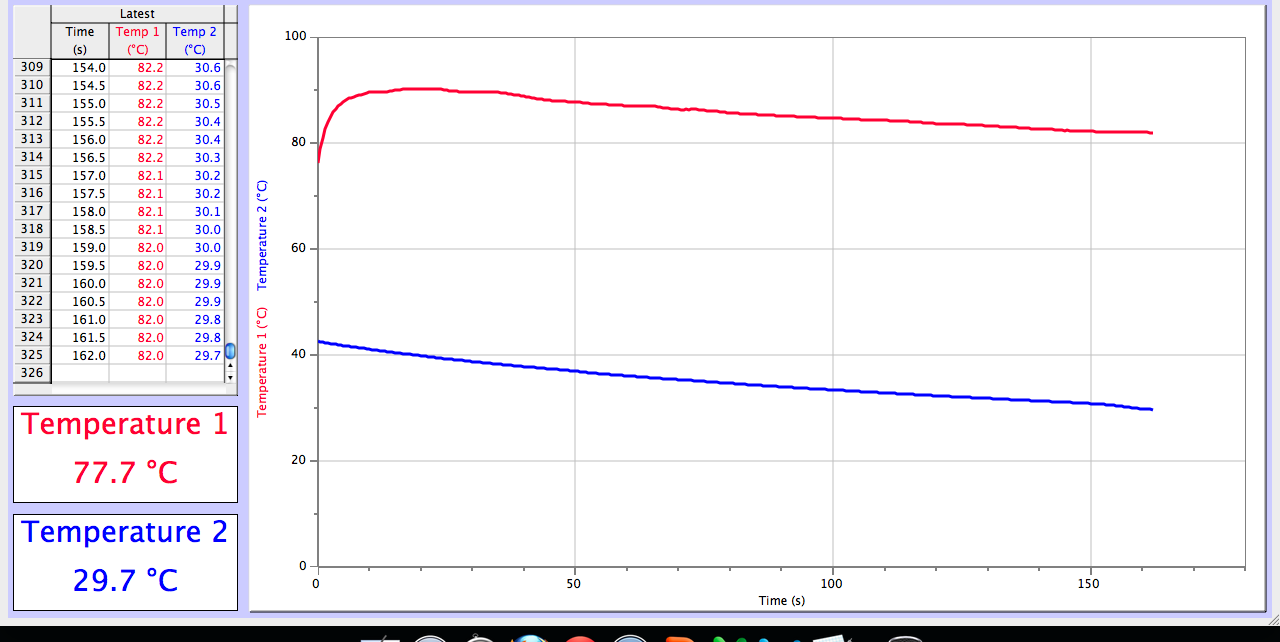 Latest
Time Temp 1 Temp 2
(s) (°C) (°C)
309 154.0 82.2 30.6
310 154.5 82.2 30.6
311 155.0 82.2 30.5
312 155.5 82.2 30.4
313 156.0 82.2 30.4
314 156.5 82.2 30.3
315 157.0 82.1 30.2
316 157.5 82.1 30.2
317 158.0 82.1 30.1
318 158.5 82.1 30.0
319 159.0 82.0 30.0
320 159.5 82.0 29.9
321 160.0 82.0 29.9
322 160.5 82.0 29.9
323 161.0 82.0 29.8
324 161.5 82.0 29.8
325 162.0 82.0 29.7
326
Temperature 1
77.7 °C
Temperature 2
29.7 °C
Temperature 1 (°C)
Temperature 2 (°C)
100
80
60
40
20
0
0 50 100 150
Time (s)